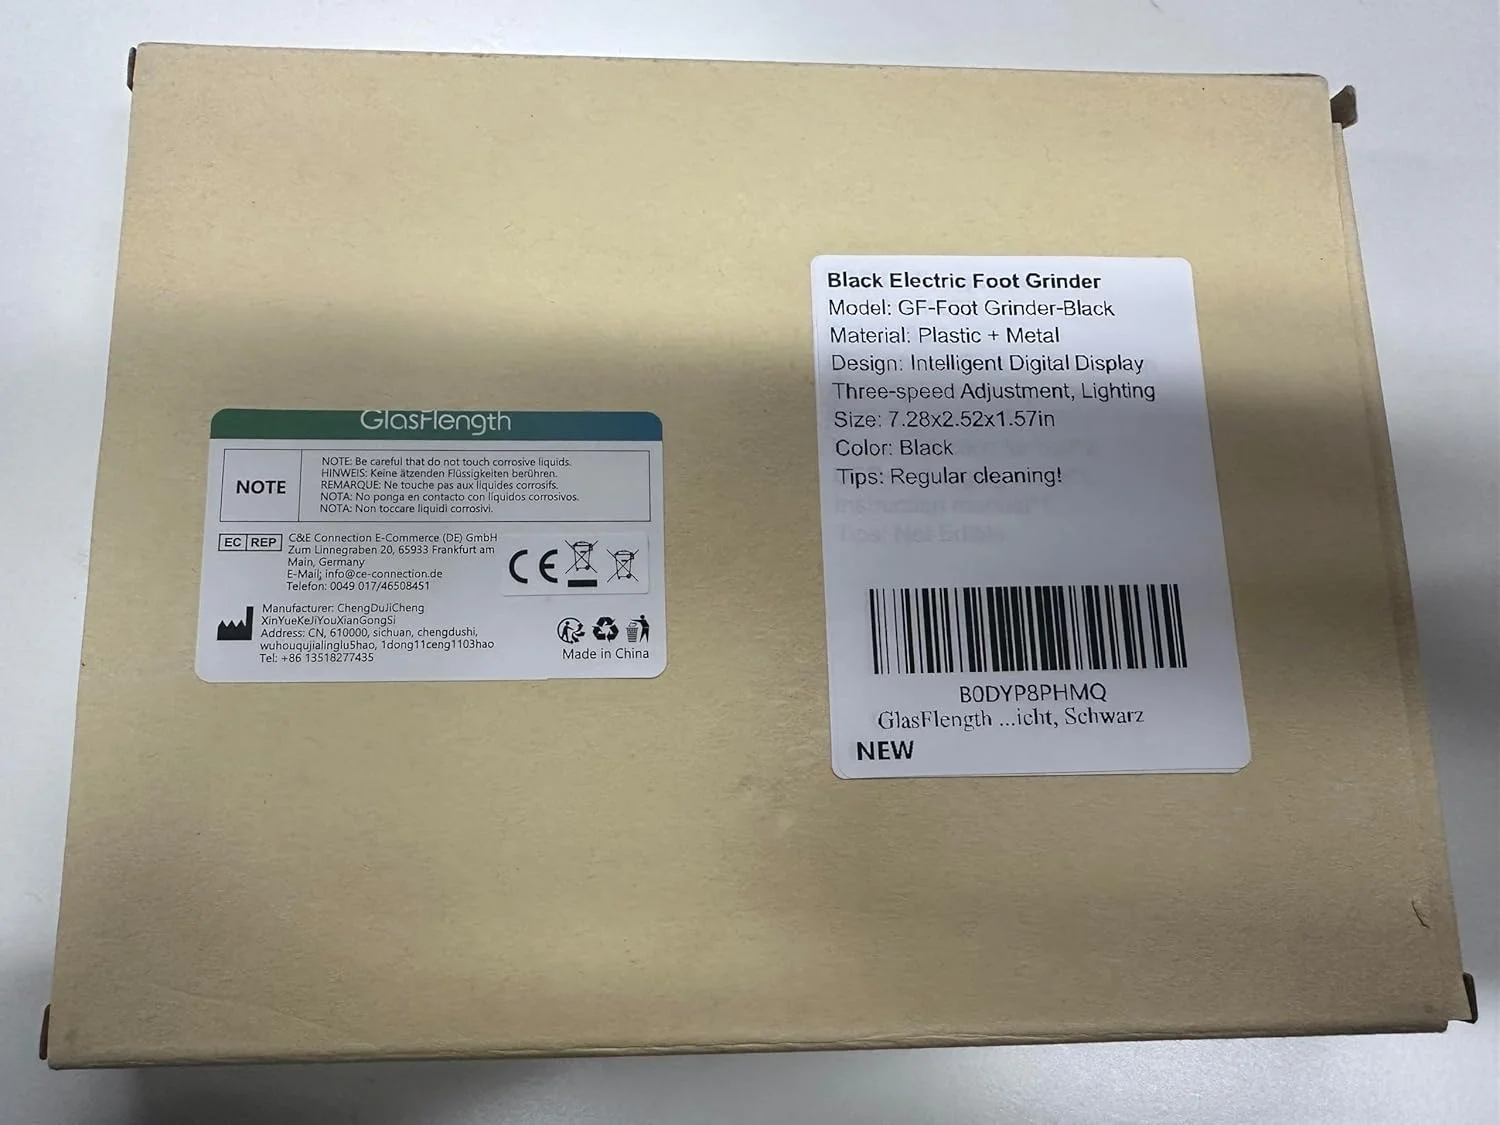 GlasFlength
NOTE
NOTE: Be careful that do not touch corrosive liquids.
HINWEIS: Keine ätzenden Flüssigkeiten berühren.
REMARQUE: Ne touche pas aux liquides corrosifs.
NOTA: No ponga en contacto con líquidos corrosivos.
NOTA: Non toccare liquidi corrosivi.
EC REP
C&E Connection E-Commerce (DE) GmbH
Zum Linnegraben 20, 65933 Frankfurt am
Main, Germany
E-Mail: info@ce-connection.de
Telefon: 0049 017/46508451
CE
Manufacturer: ChengDuJiCheng
XinYueKeJiYouXianGongSi
Address: CN, 610000, sichuan, chengdushi,
wuhouqujialinglu5hao, 1dong11ceng1103hao
Tel: +86 13518277435
Made in China
Black Electric Foot Grinder
Model: GF-Foot Grinder-Black
Material: Plastic + Metal
Design: Intelligent Digital Display
Three-speed Adjustment, Lighting
Size: 7.28x2.52x1.57in
Color: Black
Tips: Regular cleaning!
Instruction manual
Tips: Not Edible
B0DYP8PHMQ
GlasFlength ...icht, Schwarz
NEW